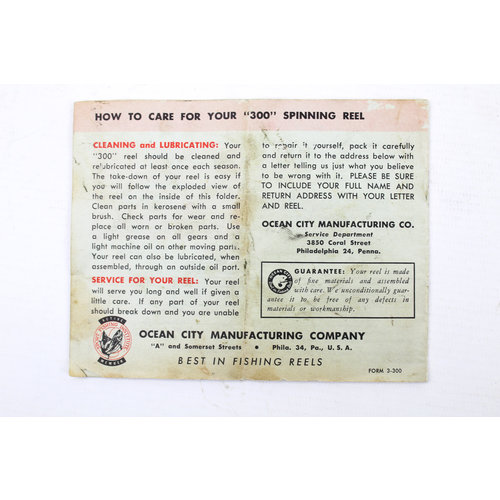 HOW TO CARE FOR YOUR "300" SPINNING REEL
CLEANING and LUBRICATING: Your
"300" reel should be cleaned and
relubricated at least once each season.
The take-down of your reel is easy if
you will follow the exploded view of
the reel on the inside of this folder.
Clean parts in kerosene with a small
brush. Check parts for wear and re-
place all worn or broken parts. Use
a light grease on all gears and a
light machine oil on other moving parts.
Your reel can also be lubricated, when
assembled, through an outside oil port.
SERVICE FOR YOUR REEL: Your reel
will serve you long and well if given a
little care. If any part of your reel
should break down and you are unable
to repair it yourself, pack it carefully
and return it to the address below with
a letter telling us just what you believe
to be wrong with it. PLEASE BE SURE
TO INCLUDE YOUR FULL NAME AND
RETURN ADDRESS WITH YOUR LETTER
AND REEL.
OCEAN CITY MANUFACTURING CO.
Service Department
3850 Coral Street
Philadelphia 24, Penna.
GUARANTEE: Your reel is made
of fine materials and assembled
with care. We unconditionally guar-
antee it to be free of any defects in
materials or workmanship.
OCEAN CITY MANUFACTURING COMPANY
"A" and Somerset Streets • Phila. 34, Pa., U. S. A.
BEST IN FISHING REELS
FORM 3-300
MEMBER